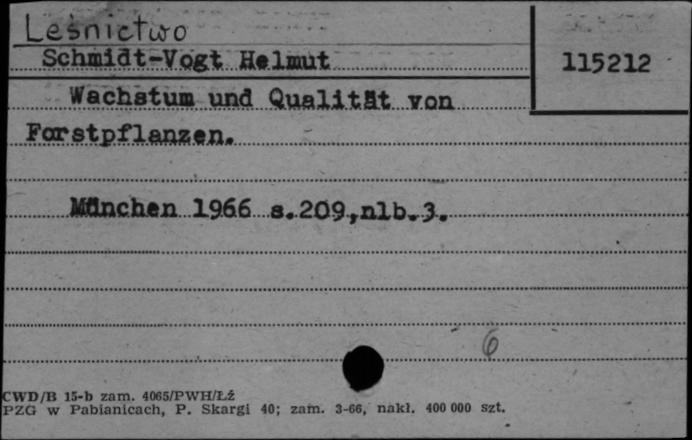 Leśnictwo
Schmidt-Vogt Helmut
115212
Wachstum und Qualität von
Forstpflanzen.
München 1966 s.209,nlb.3.
6
CWD/B 15-b zam. 4065/PWH/Łź
PZG w Pabianicach, P. Skargi 40; zam. 3-66, nakł. 400 000 szt.